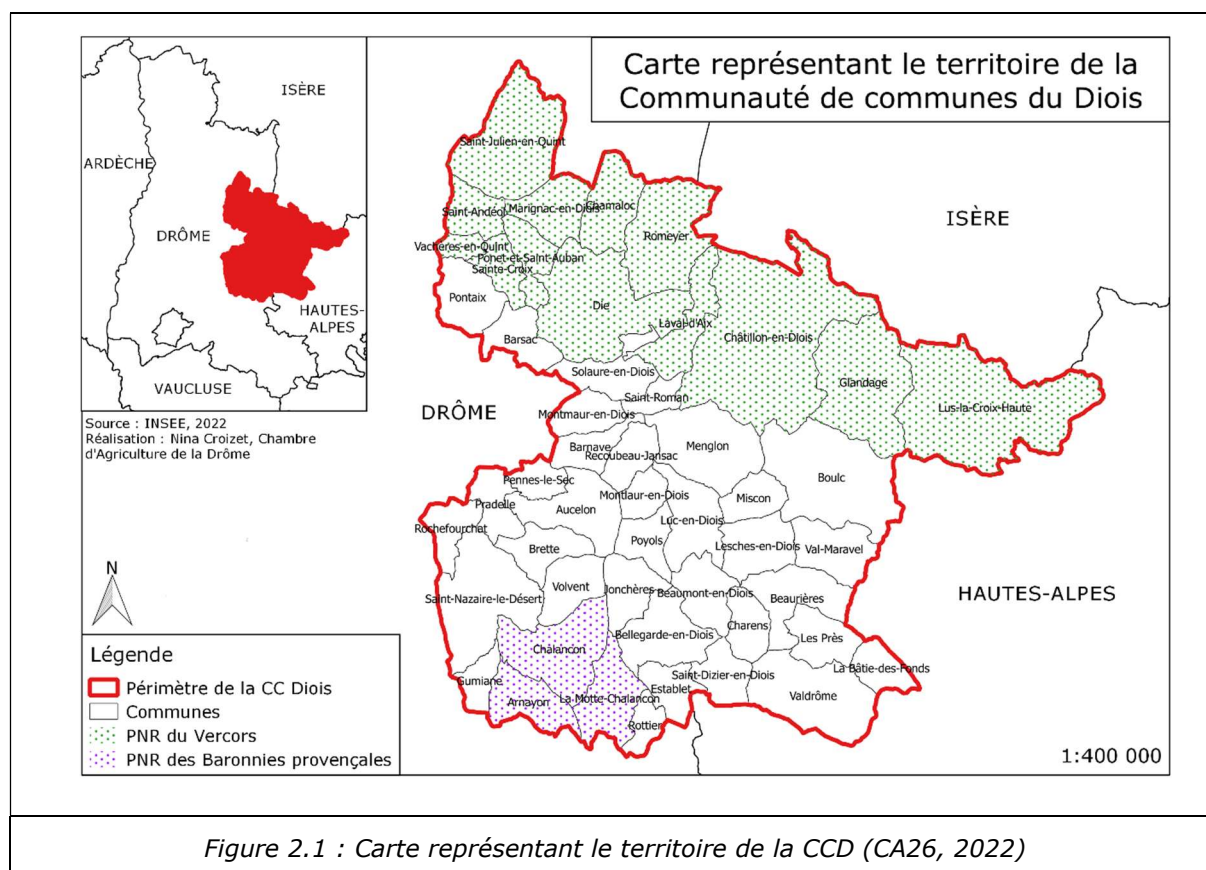 Carte représentant le territoire de la
Communauté de communes du Diois
ISÈRE
ARDÈCHE
DRÔME
HAUTES-
ALPES
VAUCLUSE
Source : INSEE, 2022
Réalisation : Nina Croizet, Chambre
d'Agriculture de la Drôme
N
Légende
Périmètre de la CC Diois
Communes
PNR du Vercors
PNR des Baronnies provençales
ISÈRE
DRÔME
HAUTES-ALPES
Saint-Julien-en-Quint
Saint-Andéol
Marignac-en-Diois
Chamaloc
Romeyer
Vachères-en-Quint
Ponet-et-Saint-Auban
Sainte-Croix
Pontaix
Die
Laval-d'Aix
Barsac
Châtillon-en-Diois
Solaure-en-Diois
Glandage
Lus-la-Croix-Haute
Saint-Roman
Montmaur-en-Diois
Barnave
Recoubeau-Jansac
Menglon
Boulc
Pennes-le-Sec
Pradelle
Aucelon
Montlaur-en-Diois
Miscon
Rochefourchat
Luc-en-Diois
Brette
Poyols
Lesches-en-Diois
Val-Maravel
Volvent
Jonchères
Beaumont-en-Diois
Beaurières
Saint-Nazaire-le-Désert
Chalancon
Bellegarde-en-Diois
Charens
Les Près
Gumiane
Arnayon
La-Motte-Chalancon
Establet
Saint-Dizier-en-Diois
La Bâtie-des-Fonds
Valdrôme
Rottier
1:400 000
Figure 2.1 : Carte représentant le territoire de la CCD (CA26, 2022)